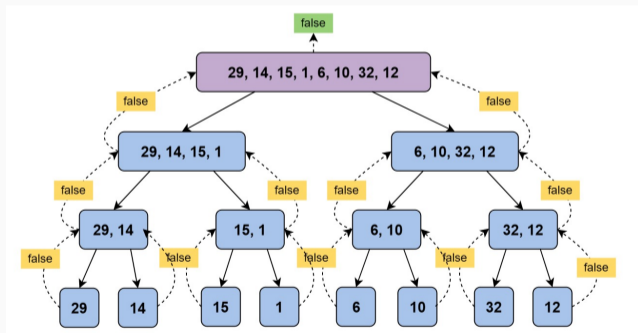 false
29, 14, 15, 1, 6, 10, 32, 12
false
false
29, 14, 15, 1
6, 10, 32, 12
false
false
false
false
29, 14
15, 1
6, 10
32, 12
false
false
false
false
false
29
14
15
1
6
10
32
12